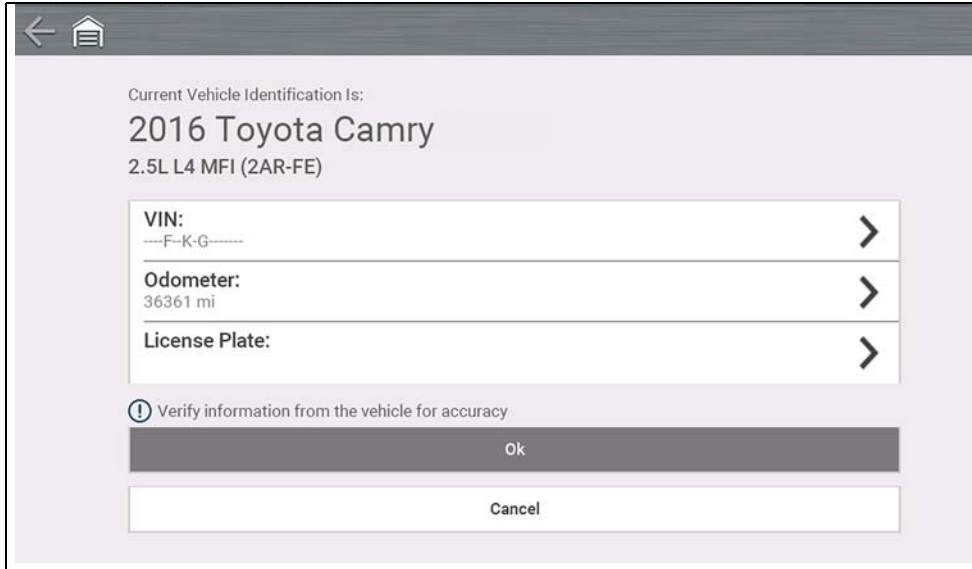 Current Vehicle Identification Is:
2016 Toyota Camry
2.5L L4 MFI (2AR-FE)
VIN:
----F--K-G-------
Odometer:
36361 mi
License Plate:
Verify information from the vehicle for accuracy
Ok
Cancel